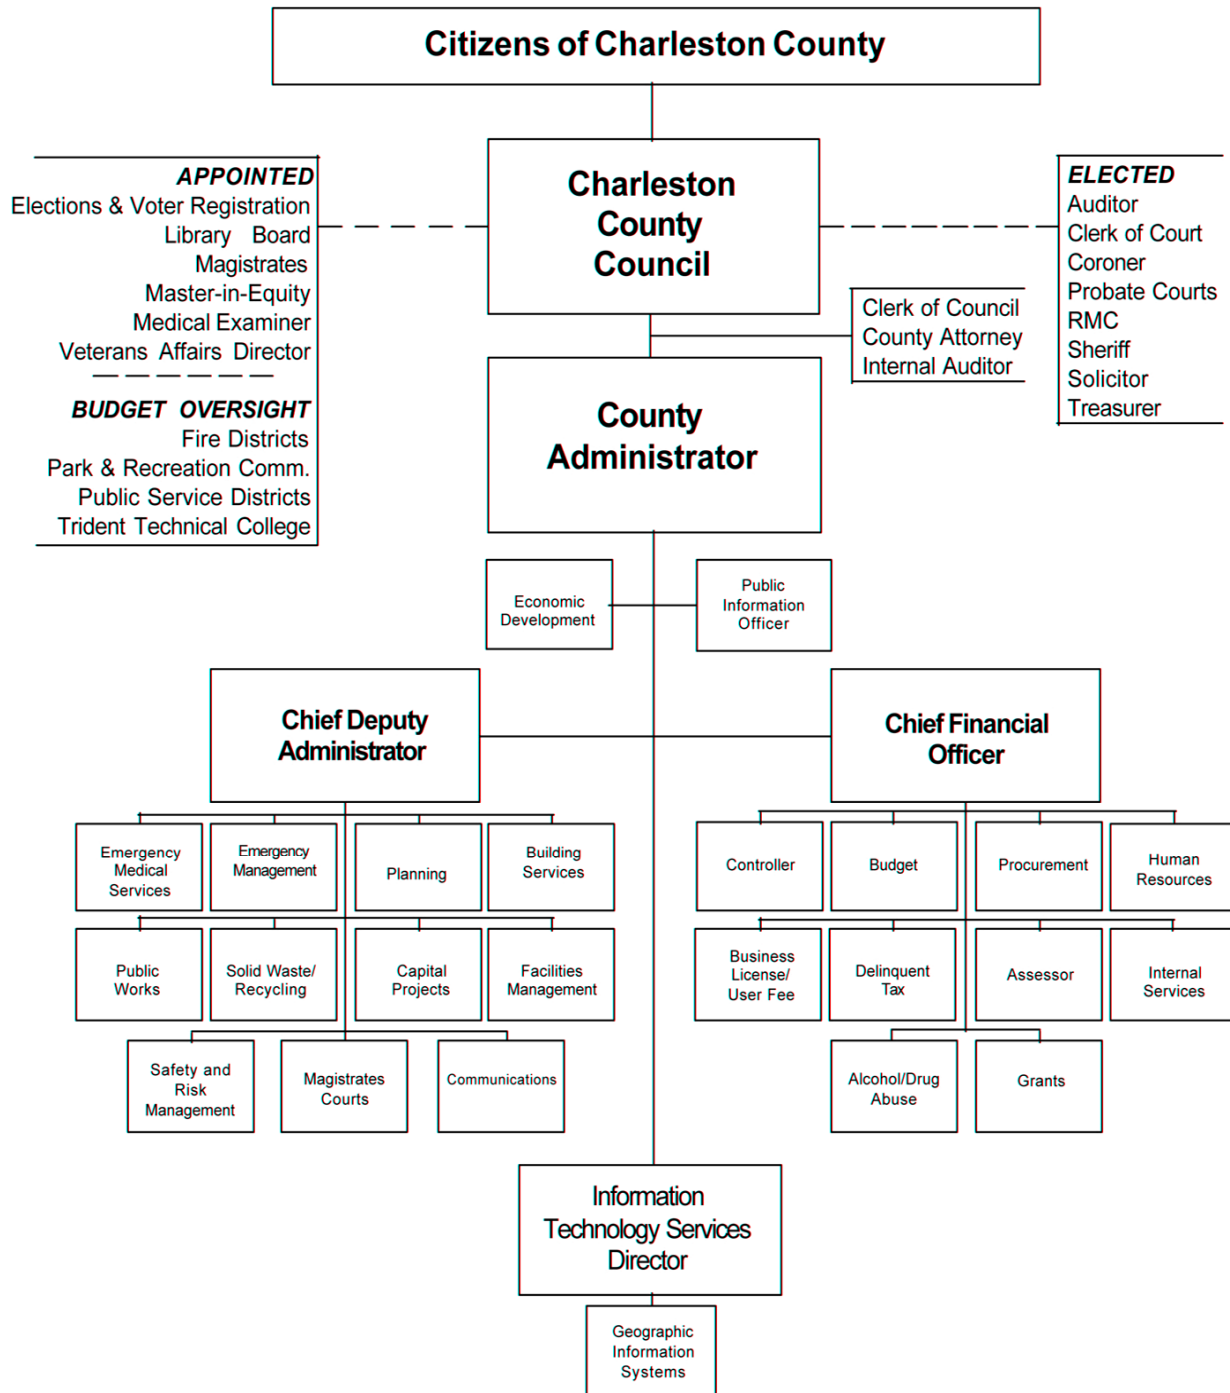 Citizens of Charleston County
Charleston
County
Council
APPOINTED
Elections & Voter Registration
Library Board
Magistrates
Master-in-Equity
Medical Examiner
Veterans Affairs Director
BUDGET OVERSIGHT
Fire Districts
Park & Recreation Comm.
Public Service Districts
Trident Technical College
ELECTED
Auditor
Clerk of Court
Coroner
Probate Courts
RMC
Sheriff
Solicitor
Treasurer
Clerk of Council
County Attorney
Internal Auditor
County
Administrator
Economic
Development
Public
Information
Officer
Chief Deputy
Administrator
Chief Financial
Officer
Emergency
Medical
Services
Emergency
Management
Planning
Building
Services
Public
Works
Solid Waste/
Recycling
Capital
Projects
Facilities
Management
Safety and
Risk
Management
Magistrates
Courts
Communications
Controller
Budget
Procurement
Human
Resources
Business
License/
User Fee
Delinquent
Tax
Assessor
Internal
Services
Alcohol/Drug
Abuse
Grants
Information
Technology Services
Director
Geographic
Information
Systems